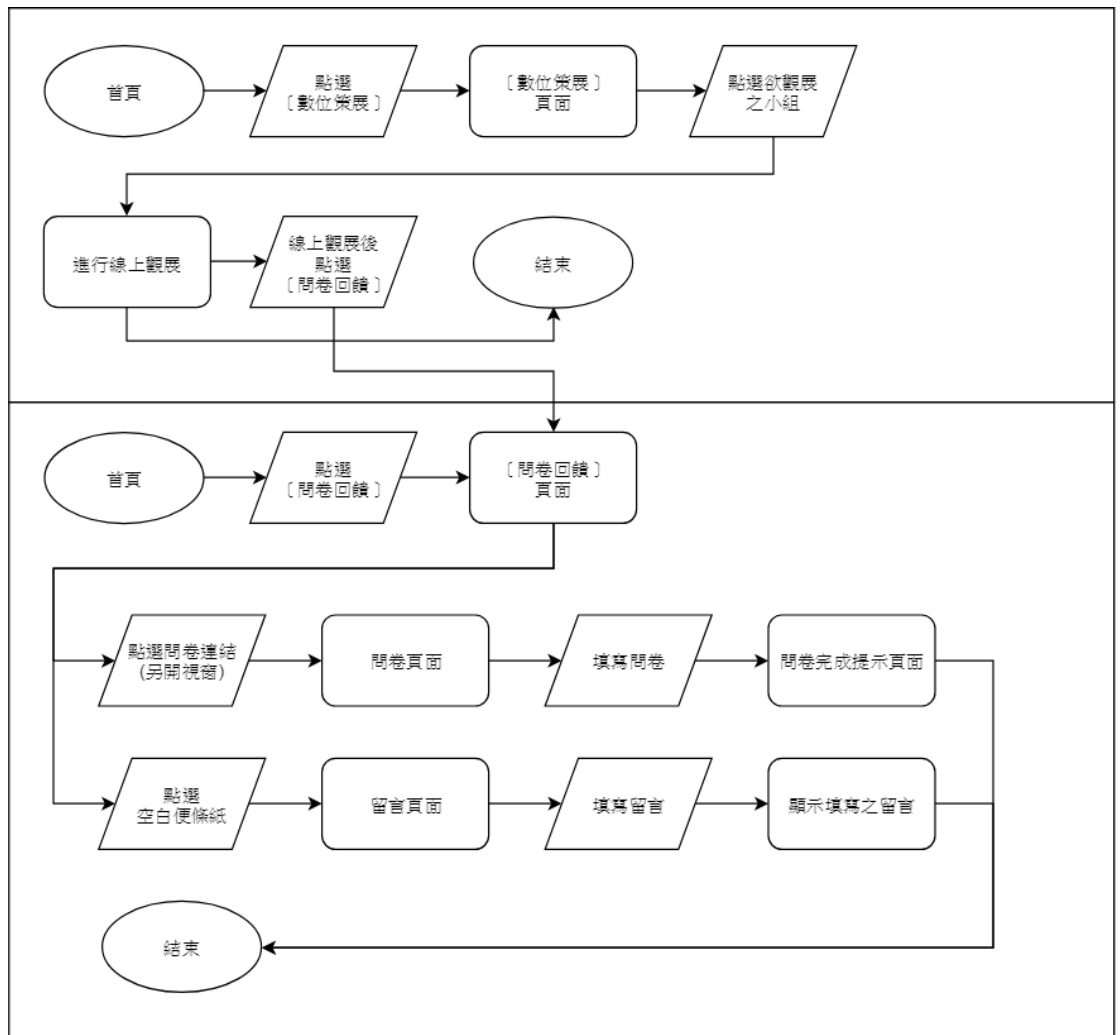 首頁
點選
〔數位策展〕
〔數位策展〕
頁面
點選欲觀展
之小組
進行線上觀展
線上觀展後
點選
〔問卷回饋〕
結束
首頁
點選
〔問卷回饋〕
〔問卷回饋〕
頁面
點選問卷連結
(另開視窗)
問卷頁面
填寫問卷
問卷完成提示頁面
點選
空白便條紙
留言頁面
填寫留言
顯示填寫之留言
結束